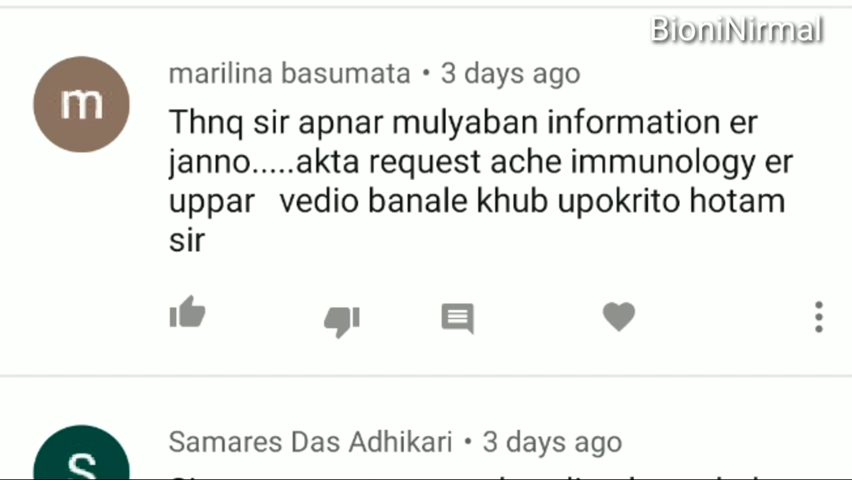 BioniNirmal
m
marilina basumata • 3 days ago
Thnq sir apnar mulyaban information er
janno.....akta request ache immunology er
uppar vedio banale khub upokrito hotam
sir
Samares Das Adhikari • 3 days ago
S